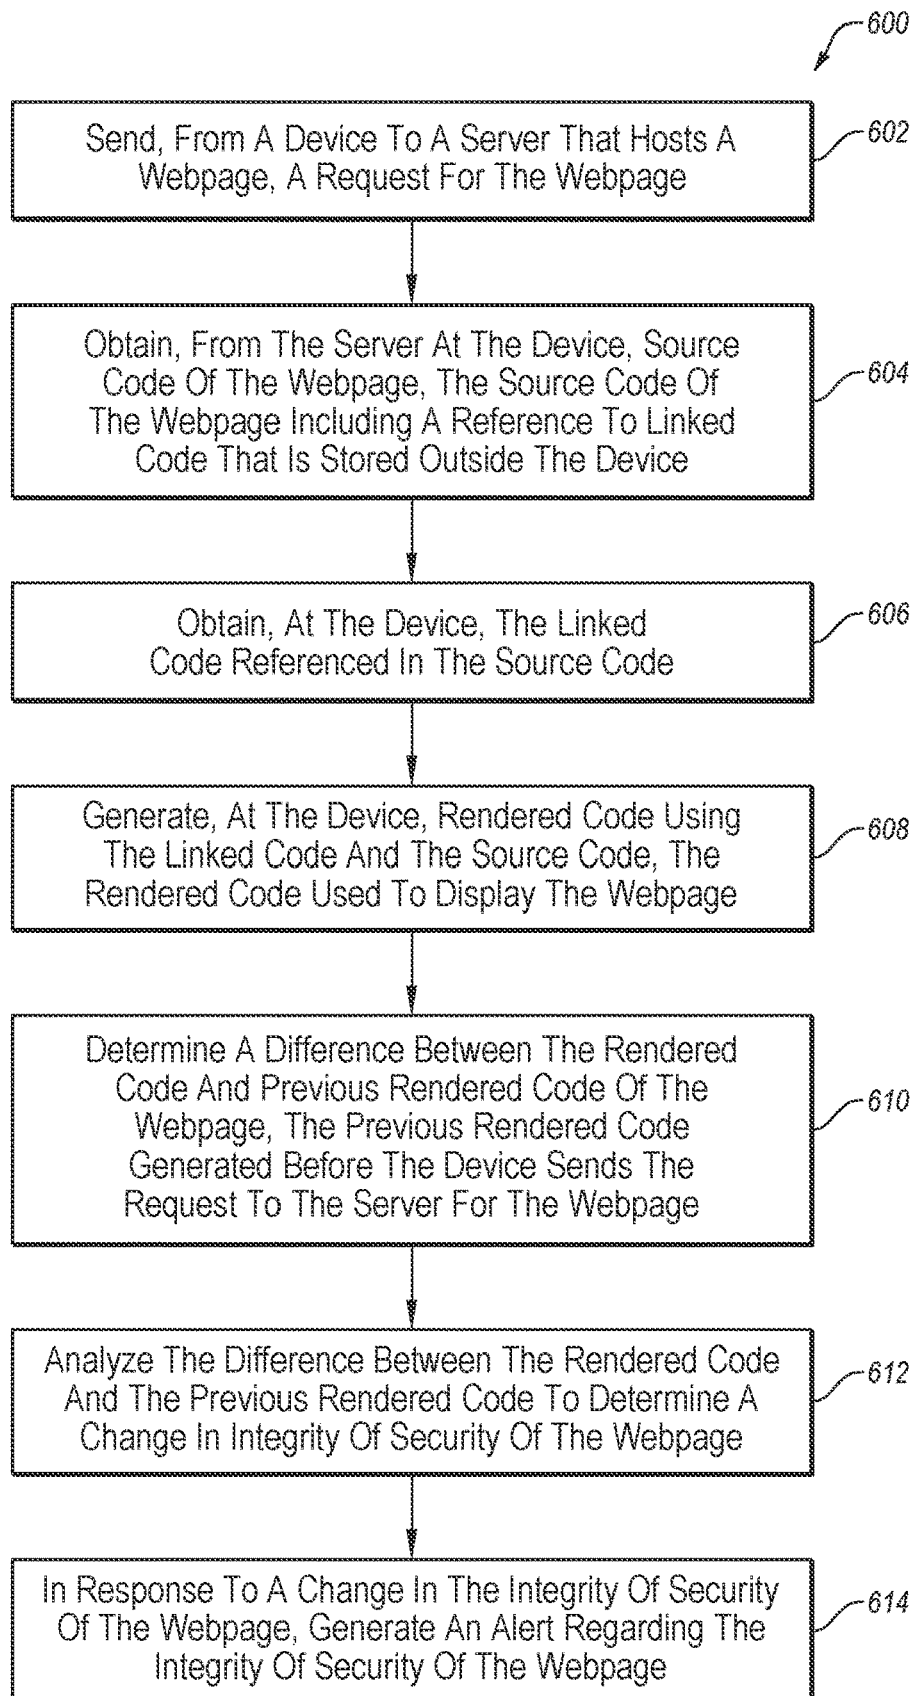 600
Send, From A Device To A Server That Hosts A
Webpage, A Request For The Webpage
602
Obtain, From The Server At The Device, Source
Code Of The Webpage, The Source Code Of
The Webpage Including A Reference To Linked
Code That Is Stored Outside The Device
604
Obtain, At The Device, The Linked
Code Referenced In The Source Code
606
Generate, At The Device, Rendered Code Using
The Linked Code And The Source Code, The
Rendered Code Used To Display The Webpage
608
Determine A Difference Between The Rendered
Code And Previous Rendered Code Of The
Webpage, The Previous Rendered Code
Generated Before The Device Sends The
Request To The Server For The Webpage
610
Analyze The Difference Between The Rendered Code
And The Previous Rendered Code To Determine A
Change In Integrity Of Security Of The Webpage
612
In Response To A Change In The Integrity Of Security
Of The Webpage, Generate An Alert Regarding The
Integrity Of Security Of The Webpage
614